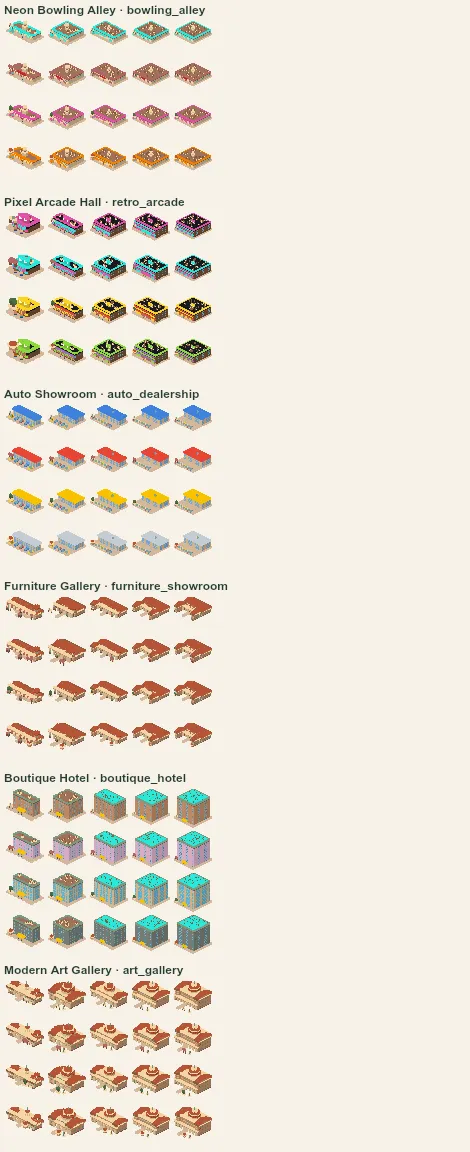 Neon Bowling Alley · bowling_alley
Pixel Arcade Hall · retro_arcade
Auto Showroom · auto_dealership
Furniture Gallery · furniture_showroom
Boutique Hotel · boutique_hotel
Modern Art Gallery · art_gallery